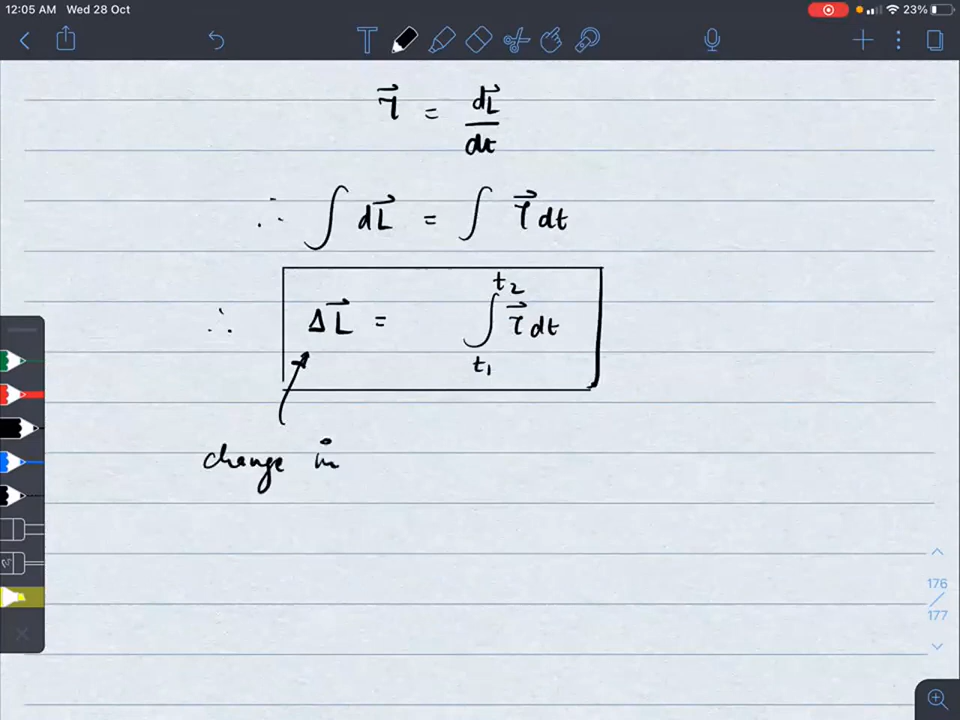 12:05 AM Wed 28 Oct 23%
T
τ⃗ = dL⃗/dt
∴ ∫ dL⃗ = ∫ τ⃗ dt
∴ ΔL⃗ = ∫_{t₁}^{t₂} τ⃗ dt
change in
176
/
177